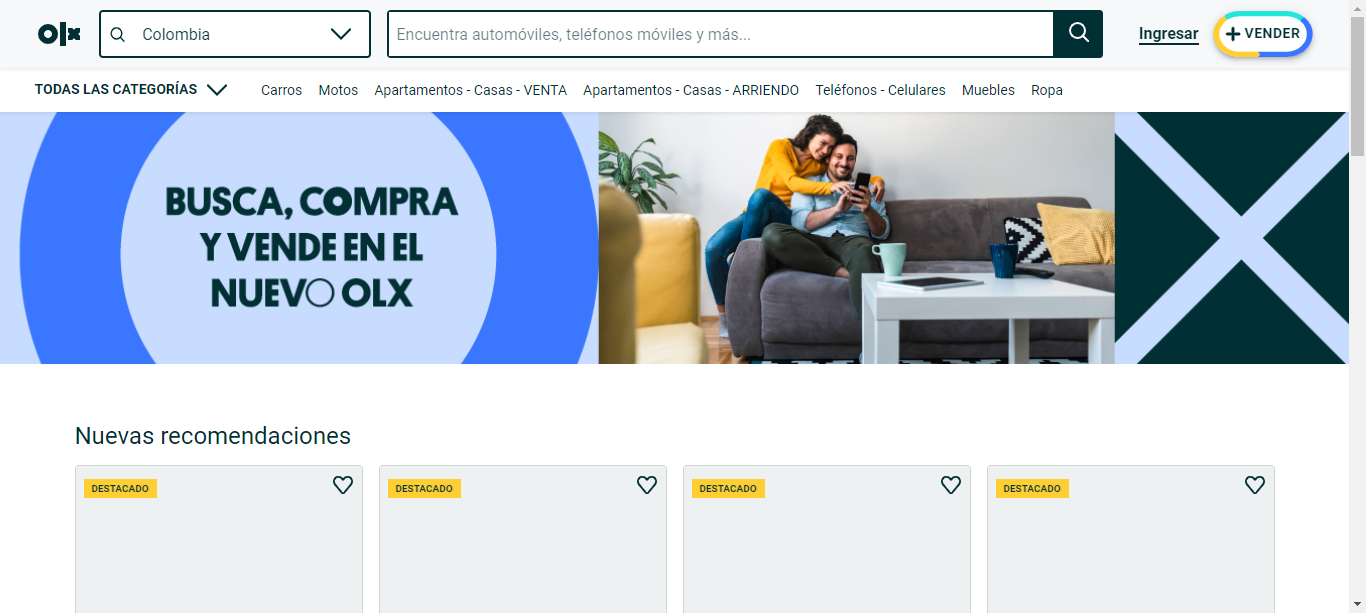 olx
Colombia
Encuentra automóviles, teléfonos móviles y más...
Ingresar
VENDER
TODAS LAS CATEGORÍAS
Carros
Motos
Apartamentos - Casas - VENTA
Apartamentos - Casas - ARRIENDO
Teléfonos - Celulares
Muebles
Ropa
BUSCA, COMPRA
Y VENDE EN EL
NUEVO OLX
Nuevas recomendaciones
DESTACADO
DESTACADO
DESTACADO
DESTACADO